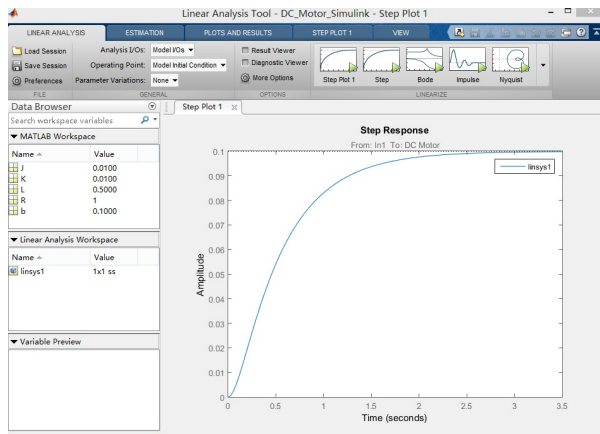 Linear Analysis Tool - DC_Motor_Simulink - Step Plot 1
LINEAR ANALYSIS ESTIMATION PLOTS AND RESULTS STEP PLOT 1 VIEW
Load Session
Save Session
Preferences
FILE
Analysis I/Os: Model I/Os
Operating Point: Model Initial Condition
Parameter Variations: None
GENERAL
Result Viewer
Diagnostic Viewer
More Options
OPTIONS
Step Plot 1 Step Bode Impulse Nyquist
LINEARIZE
Data Browser
Search workspace variables
MATLAB Workspace
Name Value
J 0.0100
K 0.0100
L 0.5000
R 1
b 0.1000
Linear Analysis Workspace
Name Value
linsys1 1x1 ss
Variable Preview
Step Plot 1
Step Response
From: In1 To: DC Motor
linsys1
Amplitude
0.1
0.09
0.08
0.07
0.06
0.05
0.04
0.03
0.02
0.01
0
0 0.5 1 1.5 2 2.5 3 3.5
Time (seconds)